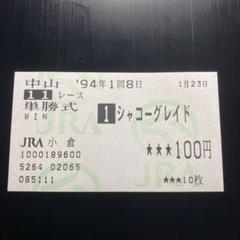 中山 '94年1回8日
11レース 1月23日
単勝式
WIN 1 シャコーグレイド
JRA
JRA 小倉 ★★★100円
1000189600
5264 02065
085111 ★★★10枚